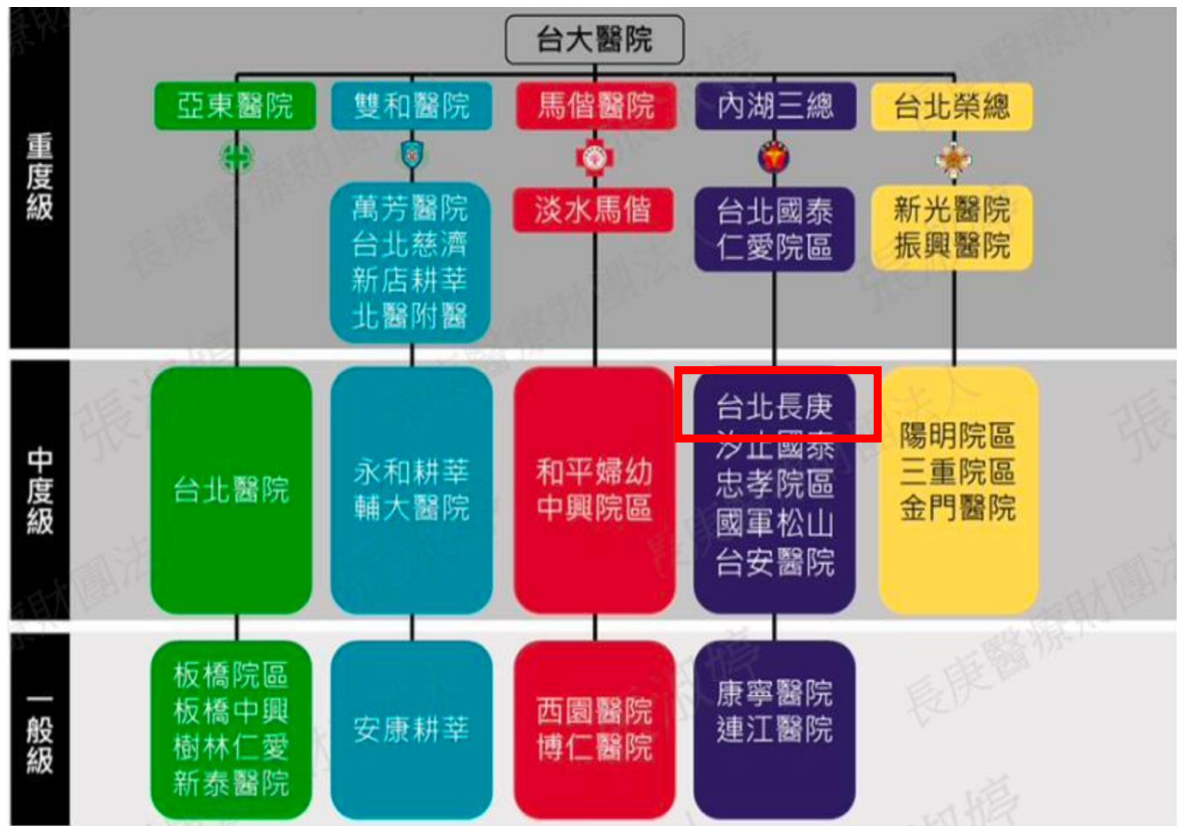 台大醫院
亞東醫院
雙和醫院
馬偕醫院
內湖三總
台北榮總
重度級
萬芳醫院
台北慈濟
新店耕莘
北醫附醫
淡水馬偕
台北國泰
仁愛院區
新光醫院
振興醫院
中度級
台北醫院
永和耕莘
輔大醫院
和平婦幼
中興院區
台北長庚
汐止國泰
忠孝院區
國軍松山
台安醫院
陽明院區
三重院區
金門醫院
一般級
板橋院區
板橋中興
樹林仁愛
新泰醫院
安康耕莘
西園醫院
博仁醫院
康寧醫院
連江醫院